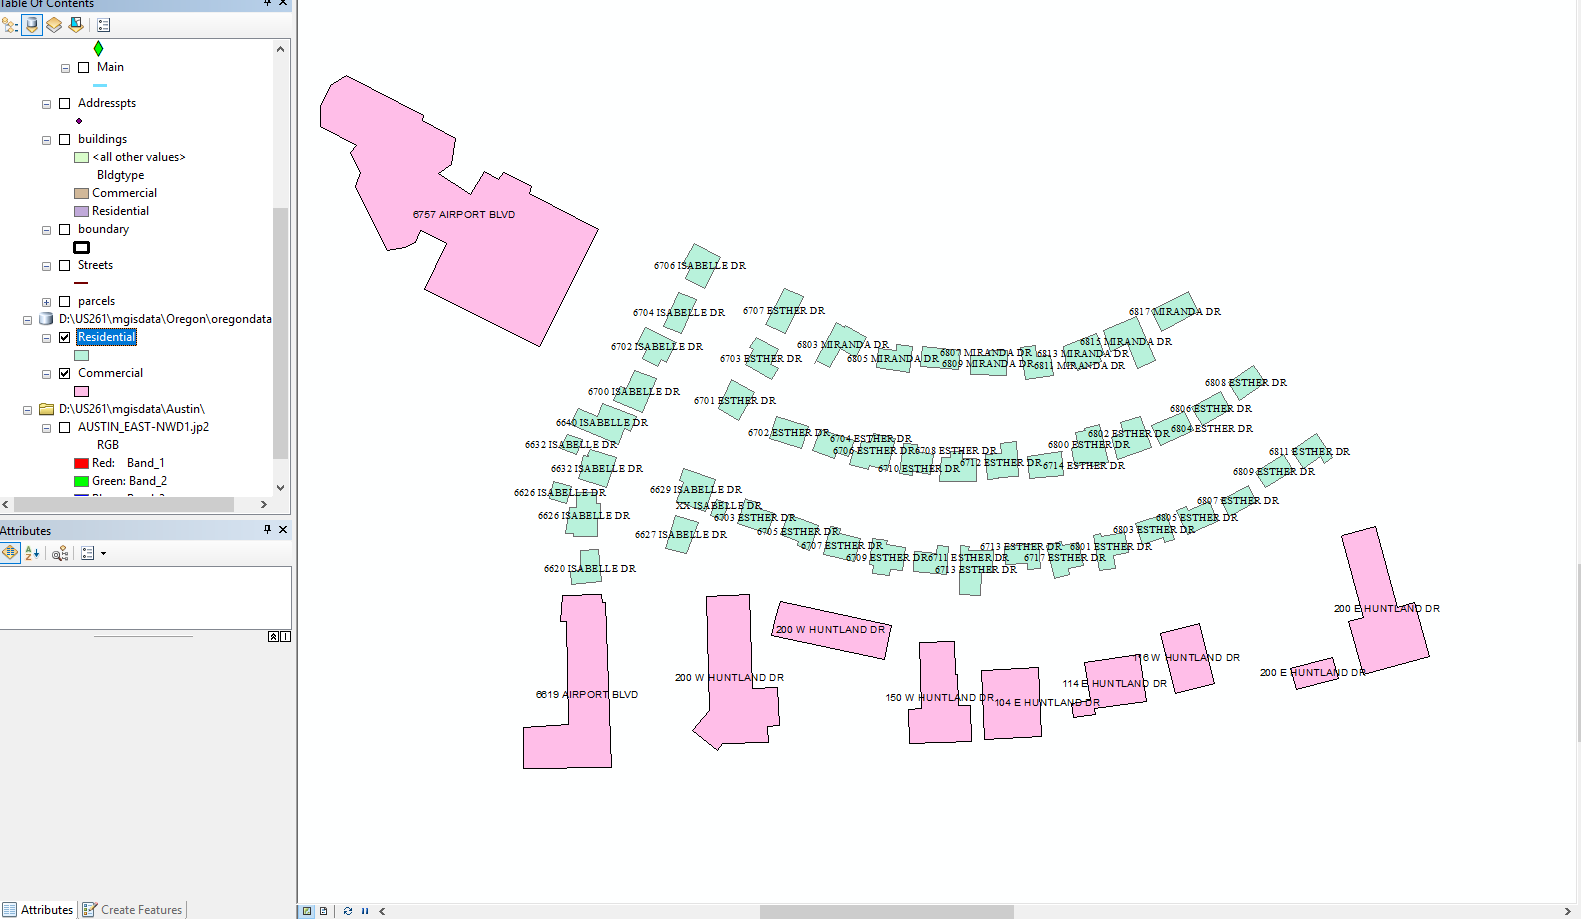 Table Of Contents
Main
Addresspts
buildings
<all other values>
Bldgtype
Commercial
Residential
boundary
Streets
parcels
D:\US261\mgisdata\Oregon\oregondata
Residential
Commercial
D:\US261\mgisdata\Austin\
AUSTIN_EAST-NWD1.jp2
RGB
Red: Band_1
Green: Band_2
Attributes
Attributes
Create Features
6757 AIRPORT BLVD
6706 ISABELLE DR
6704 ISABELLE DR
6707 ESTHER DR
6817 MIRANDA DR
6702 ISABELLE DR
6803 MIRANDA DR
6815 MIRANDA DR
6703 ESTHER DR
6805 MIRANDA DR
6807 MIRANDA DR
6813 MIRANDA DR
6809 MIRANDA DR
6811 MIRANDA DR
6700 ISABELLE DR
6701 ESTHER DR
6808 ESTHER DR
6806 ESTHER DR
6640 ISABELLE DR
6702 ESTHER DR
6704 ESTHER DR
6802 ESTHER DR
6804 ESTHER DR
6632 ISABELLE DR
6706 ESTHER DR
6708 ESTHER DR
6800 ESTHER DR
6811 ESTHER DR
6632 ISABELLE DR
6710 ESTHER DR
6712 ESTHER DR
6714 ESTHER DR
6809 ESTHER DR
6626 ISABELLE DR
6629 ISABELLE DR
XX ISABELLE DR
6807 ESTHER DR
6626 ISABELLE DR
6703 ESTHER DR
6805 ESTHER DR
6627 ISABELLE DR
6705 ESTHER DR
6803 ESTHER DR
6707 ESTHER DR
6713 ESTHER DR
6801 ESTHER DR
6709 ESTHER DR
6711 ESTHER DR
6717 ESTHER DR
6620 ISABELLE DR
6713 ESTHER DR
200 W HUNTLAND DR
200 E HUNTLAND DR
116 W HUNTLAND DR
200 W HUNTLAND DR
200 E HUNTLAND DR
6619 AIRPORT BLVD
150 W HUNTLAND DR
114 E HUNTLAND DR
104 E HUNTLAND DR